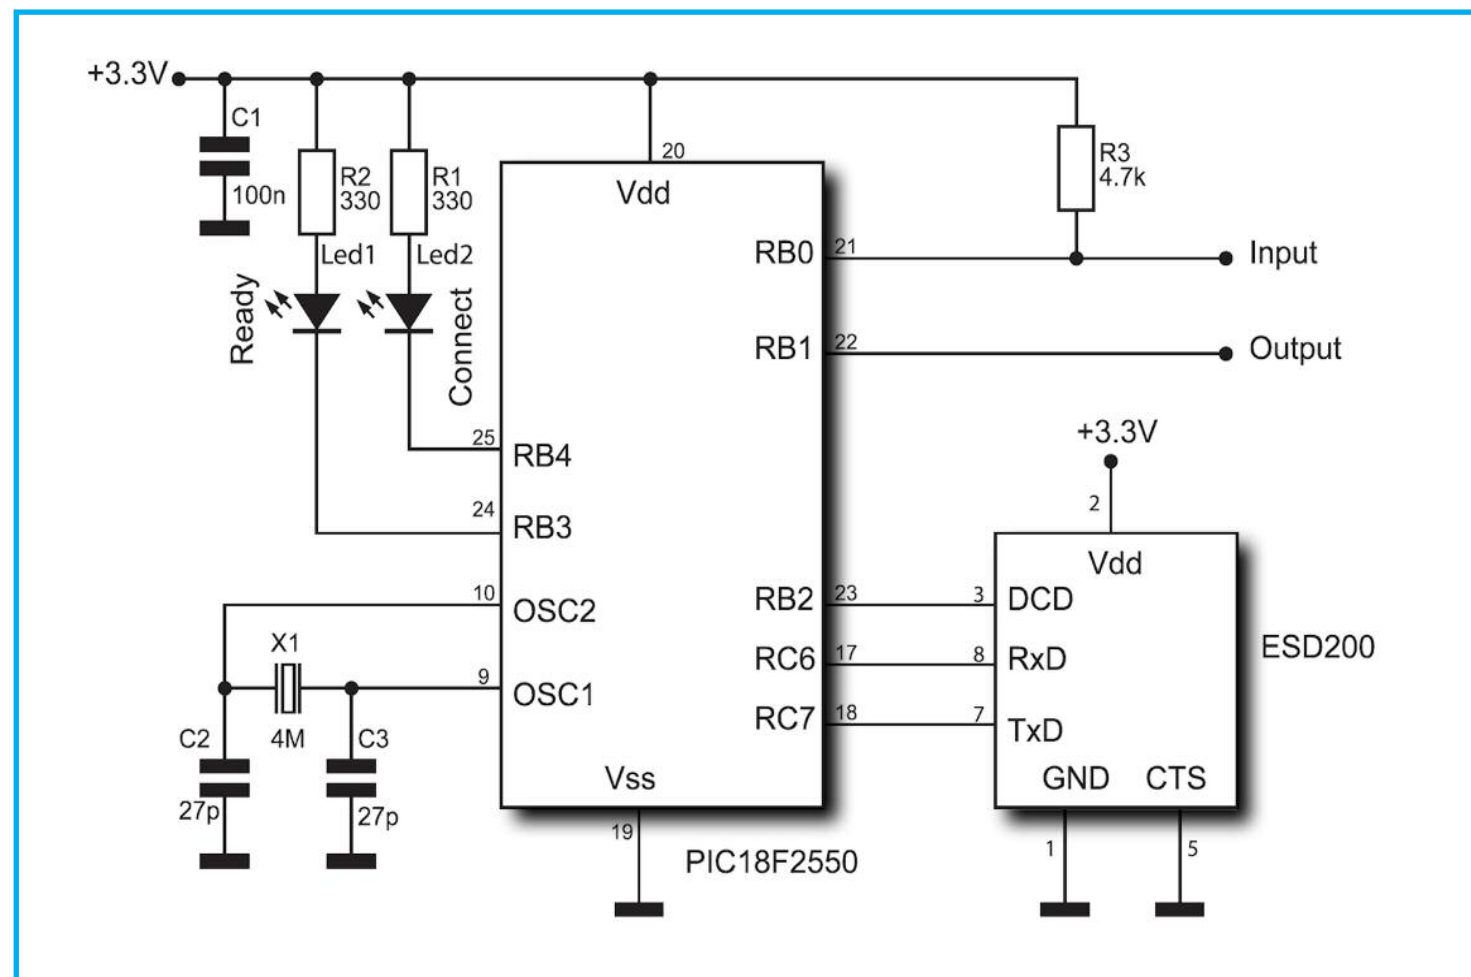 +3.3V
C1
100n
R2
330
R1
330
Led1
Led2
Ready
Connect
20
Vdd
R3
4.7k
RB0
21
Input
RB1
22
Output
25
RB4
24
RB3
10
OSC2
X1
4M
9
OSC1
C2
27p
C3
27p
Vss
19
PIC18F2550
+3.3V
2
Vdd
RB2
23
3
DCD
RC6
17
8
RxD
RC7
18
7
TxD
ESD200
GND
CTS
1
5